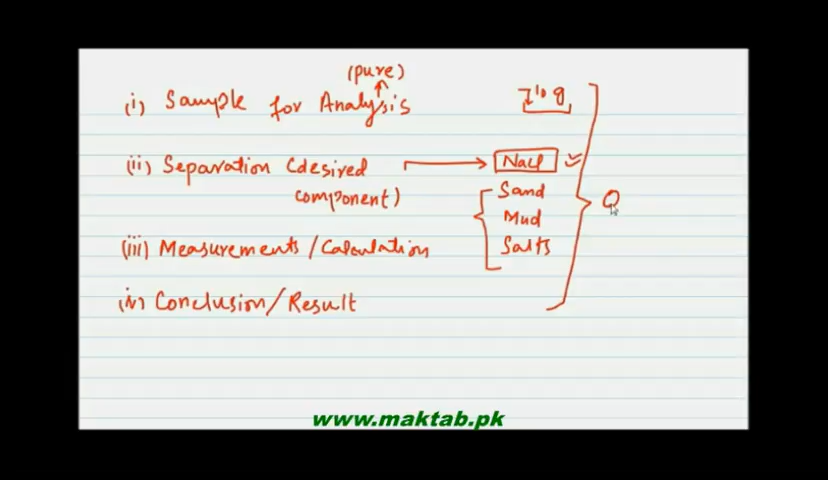 (pure)
(i) Sample for Analysis
(ii) Separation (desired component)
NaCl
Sand
Mud
Salts
(iii) Measurements/Calculation
(iv) Conclusion/Result
Q
www.maktab.pk